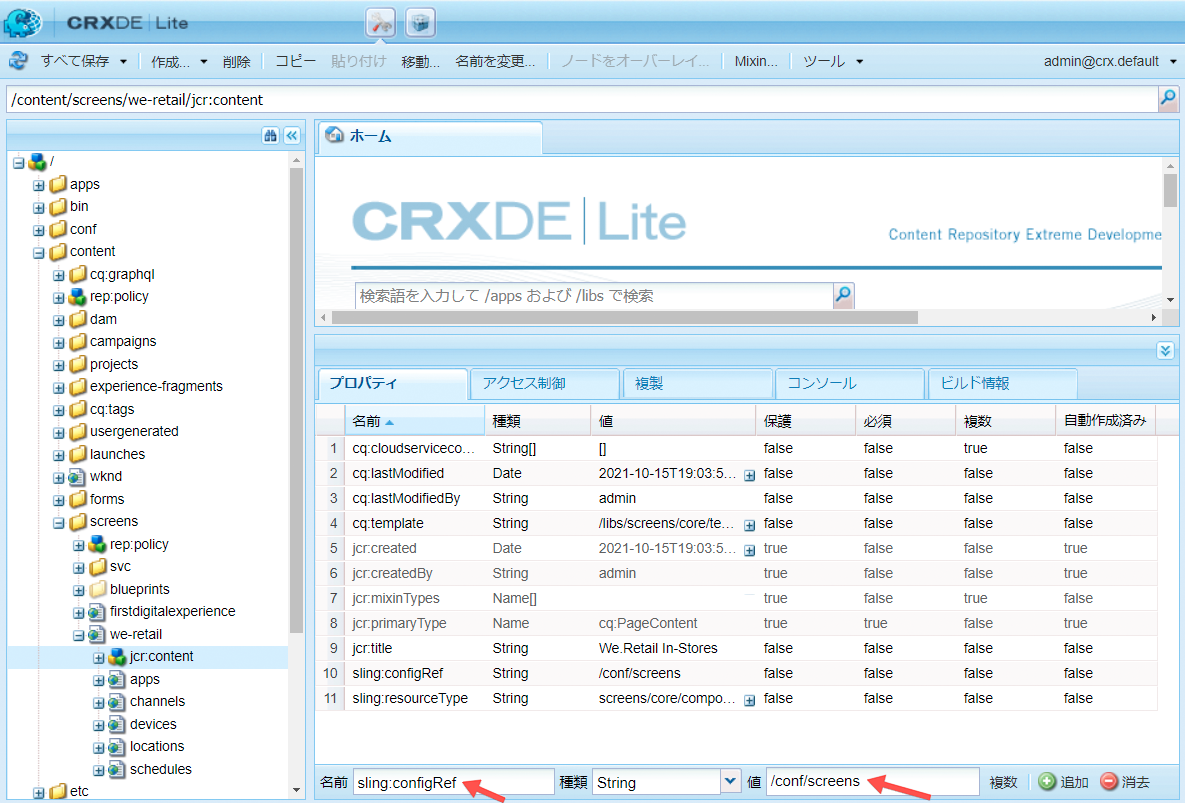 CRXDE | Lite
すべて保存 作成... 削除 コピー 貼り付け 移動... 名前を変更... ノードをオーバーレイ... Mixin... ツール admin@crx.default
/content/screens/we-retail/jcr:content
/
apps
bin
conf
content
cq:graphql
rep:policy
dam
campaigns
projects
experience-fragments
cq:tags
usergenerated
launches
wknd
forms
screens
rep:policy
svc
blueprints
firstdigitalexperience
we-retail
jcr:content
apps
channels
devices
locations
schedules
etc
ホーム
CRXDE | Lite
Content Repository Extreme Developme
検索語を入力して /apps および /libs で検索
プロパティ アクセス制御 複製 コンソール ビルド情報
名前 種類 値 保護 必須 複数 自動作成済み
1 cq:cloudserviceco... String[] [] false false true false
2 cq:lastModified Date 2021-10-15T19:03:5... false false false false
3 cq:lastModifiedBy String admin false false false false
4 cq:template String /libs/screens/core/te... false false false false
5 jcr:created Date 2021-10-15T19:03:5... true false false true
6 jcr:createdBy String admin true false false true
7 jcr:mixinTypes Name[] true false true false
8 jcr:primaryType Name cq:PageContent true true false true
9 jcr:title String We.Retail In-Stores false false false false
10 sling:configRef String /conf/screens false false false false
11 sling:resourceType String screens/core/compo... false false false false
名前 sling:configRef 種類 String 値 /conf/screens 複数 追加 消去